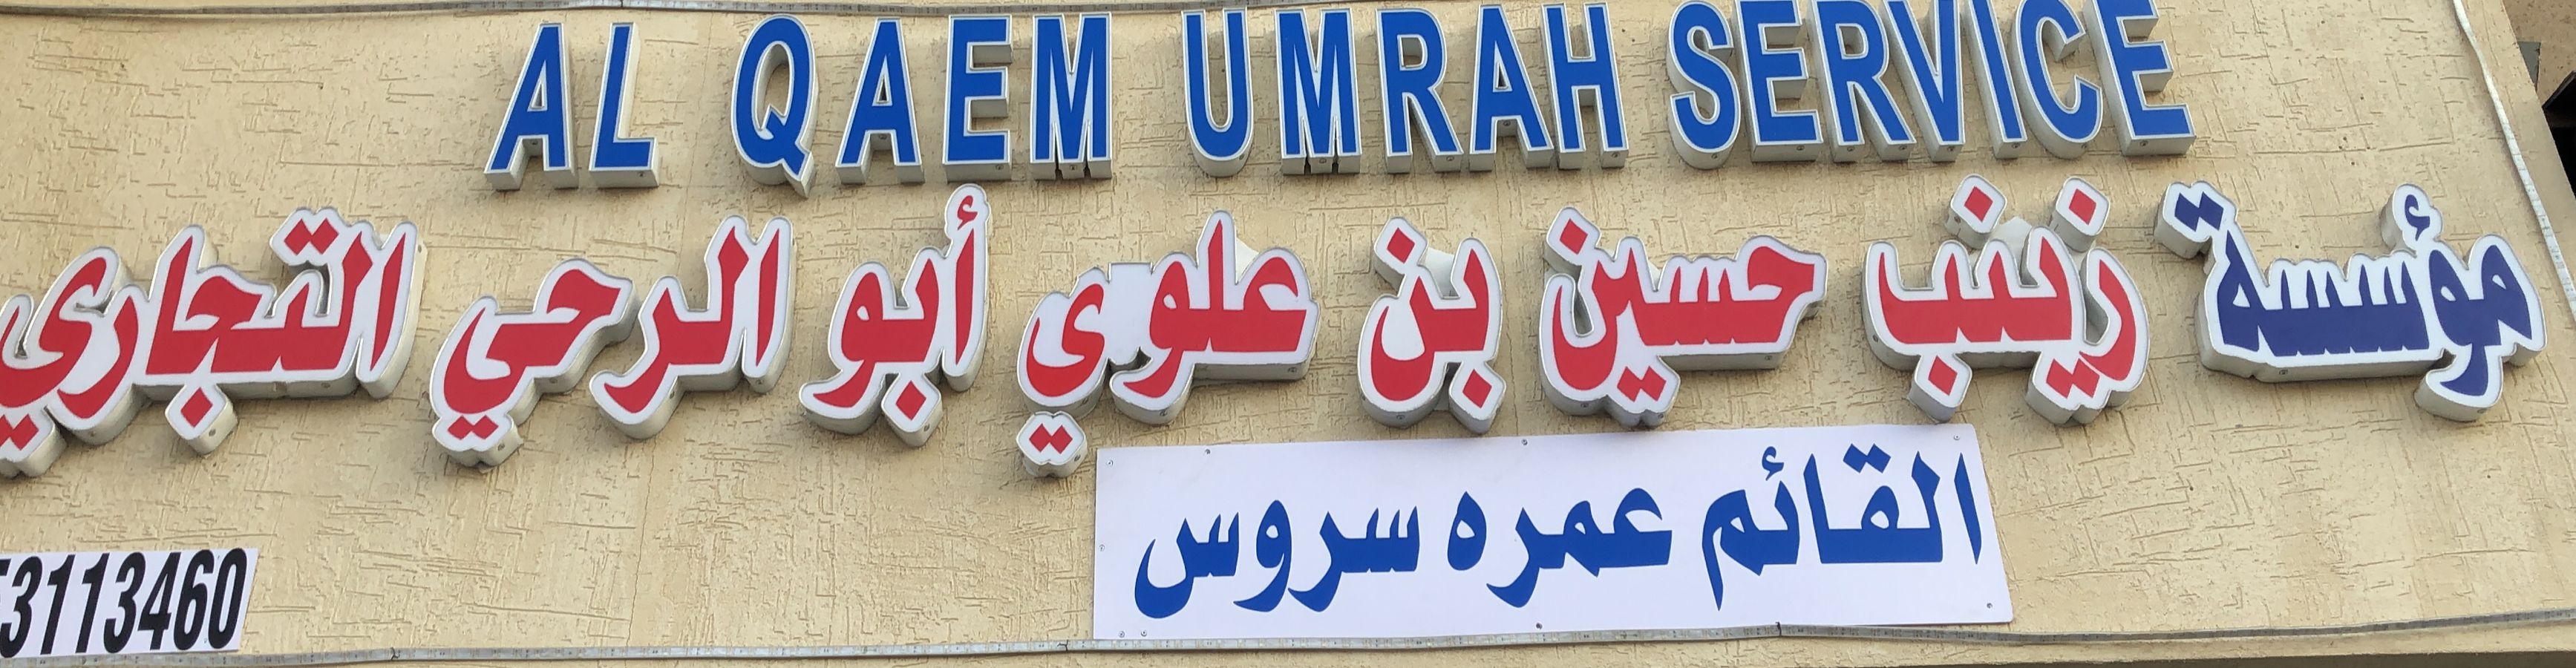 AL QAEM UMRAH SERVICE
مؤسسة زينب حسين بن علوي أبو الرحي التجاري
القائم عمره سروس
3113460